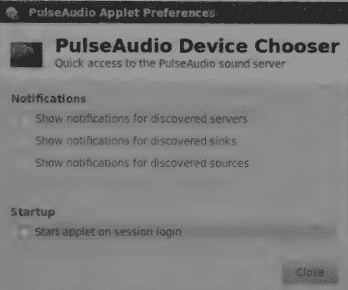 PulseAudio Applet Preferences
PulseAudio Device Chooser
Quick access to the PulseAudio sound server
Notifications
Show notifications for discovered servers
Show notifications for discovered sinks
Show notifications for discovered sources
Startup
Start applet on session login
Close